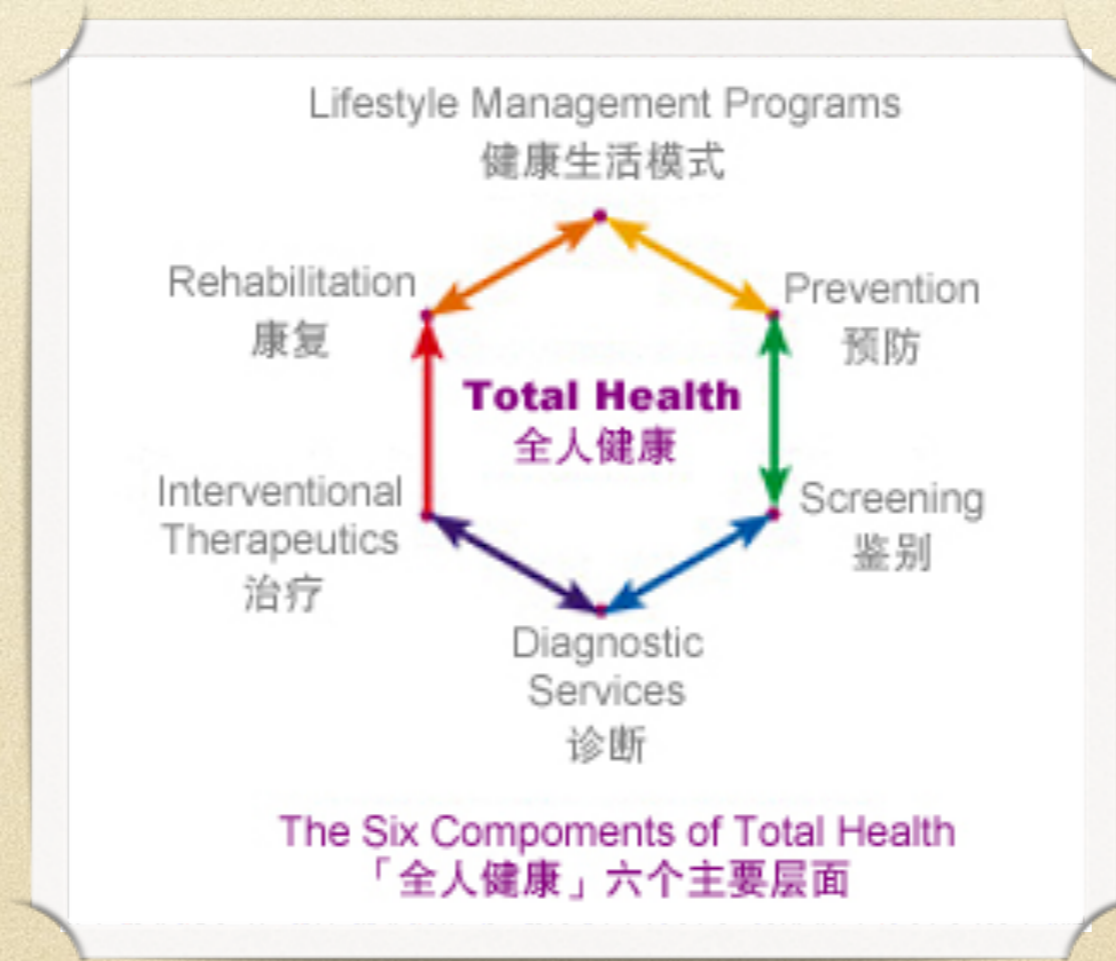 Lifestyle Management Programs
健康生活模式
Rehabilitation
康复
Prevention
预防
Total Health
全人健康
Interventional
Therapeutics
治疗
Screening
鉴别
Diagnostic
Services
诊断
The Six Compoments of Total Health
「全人健康」六个主要层面